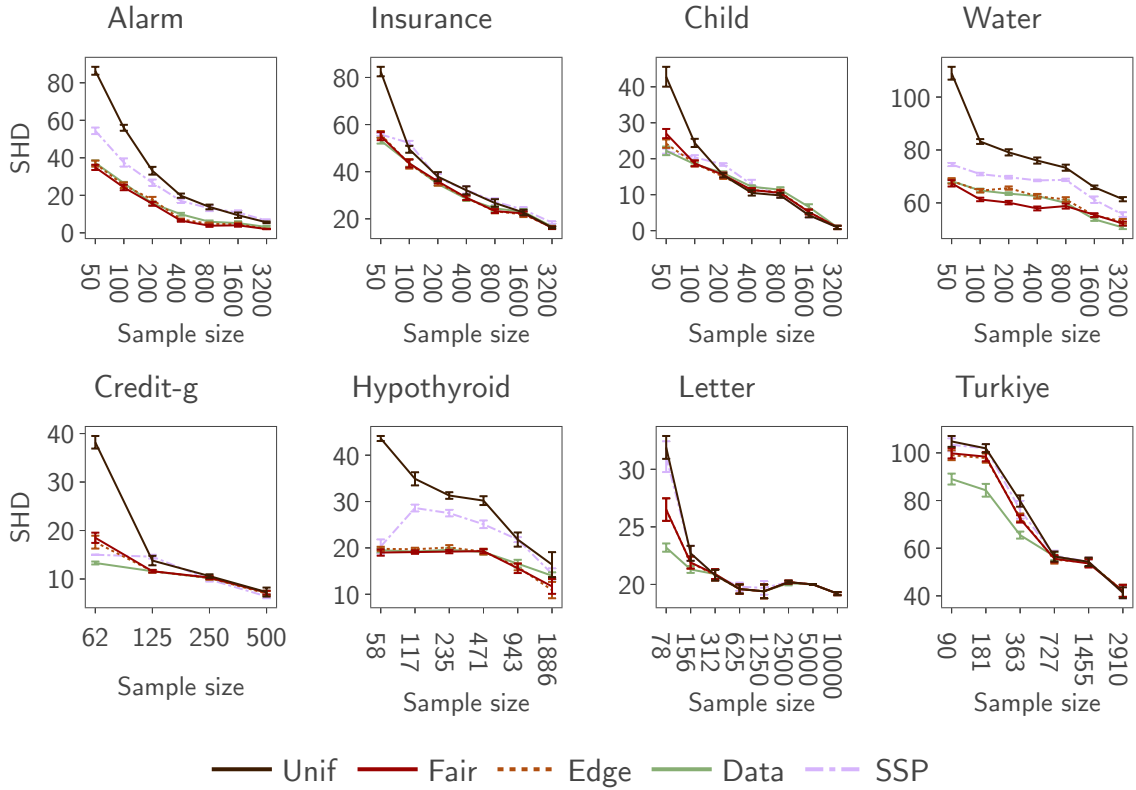 Alarm Insurance Child Water
SHD
80
60
40
20
0
50 100 200 400 800 1600 3200
Sample size
80
60
40
20
50 100 200 400 800 1600 3200
Sample size
40
30
20
10
0
50 100 200 400 800 1600 3200
Sample size
100
80
60
50 100 200 400 800 1600 3200
Sample size
Credit-g Hypothyroid Letter Turkiye
SHD
40
30
20
10
62 125 250 500
Sample size
40
30
20
10
58 117 235 471 943 1886
Sample size
30
25
20
78 156 312 625 1250 2500 5000 10000
Sample size
100
80
60
40
90 181 363 727 1455 2910
Sample size
Unif Fair Edge Data SSP